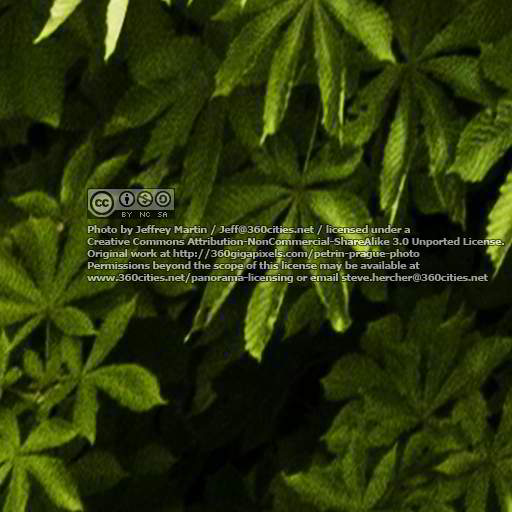 cc
BY NC SA
Photo by Jeffrey Martin / Jeff@360cities.net / licensed under a
Creative Commons Attribution-NonCommercial-ShareAlike 3.0 Unported License.
Original work at http://360gigapixels.com/petrin-prague-photo
Permissions beyond the scope of this license may be available at
www.360cities.net/panorama-licensing or email steve.hercher@360cities.net